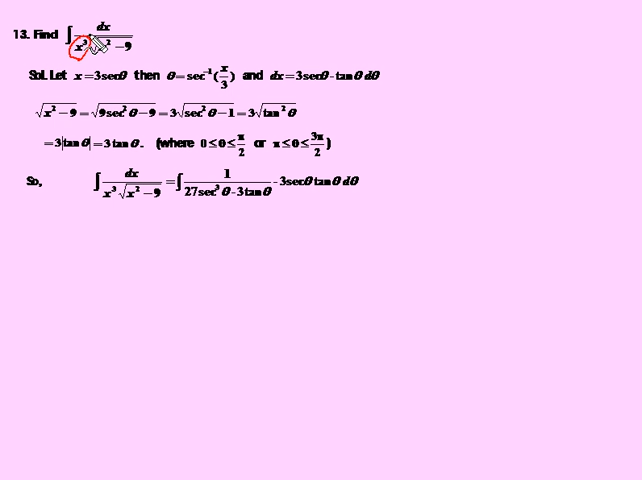 13. Find ∫ dx / x³√x² − 9
Sol. Let x = 3secθ then θ = sec⁻¹(x/3) and dx = 3secθ · tanθ dθ
√x² − 9 = √9sec²θ − 9 = 3√sec²θ − 1 = 3√tan²θ
= 3|tanθ| = 3tanθ. (where 0 ≤ θ ≤ π/2 or π ≤ θ ≤ 3π/2)
So, ∫ dx / x³√x² − 9 = ∫ 1 / 27sec³θ · 3tanθ · 3secθ tanθ dθ